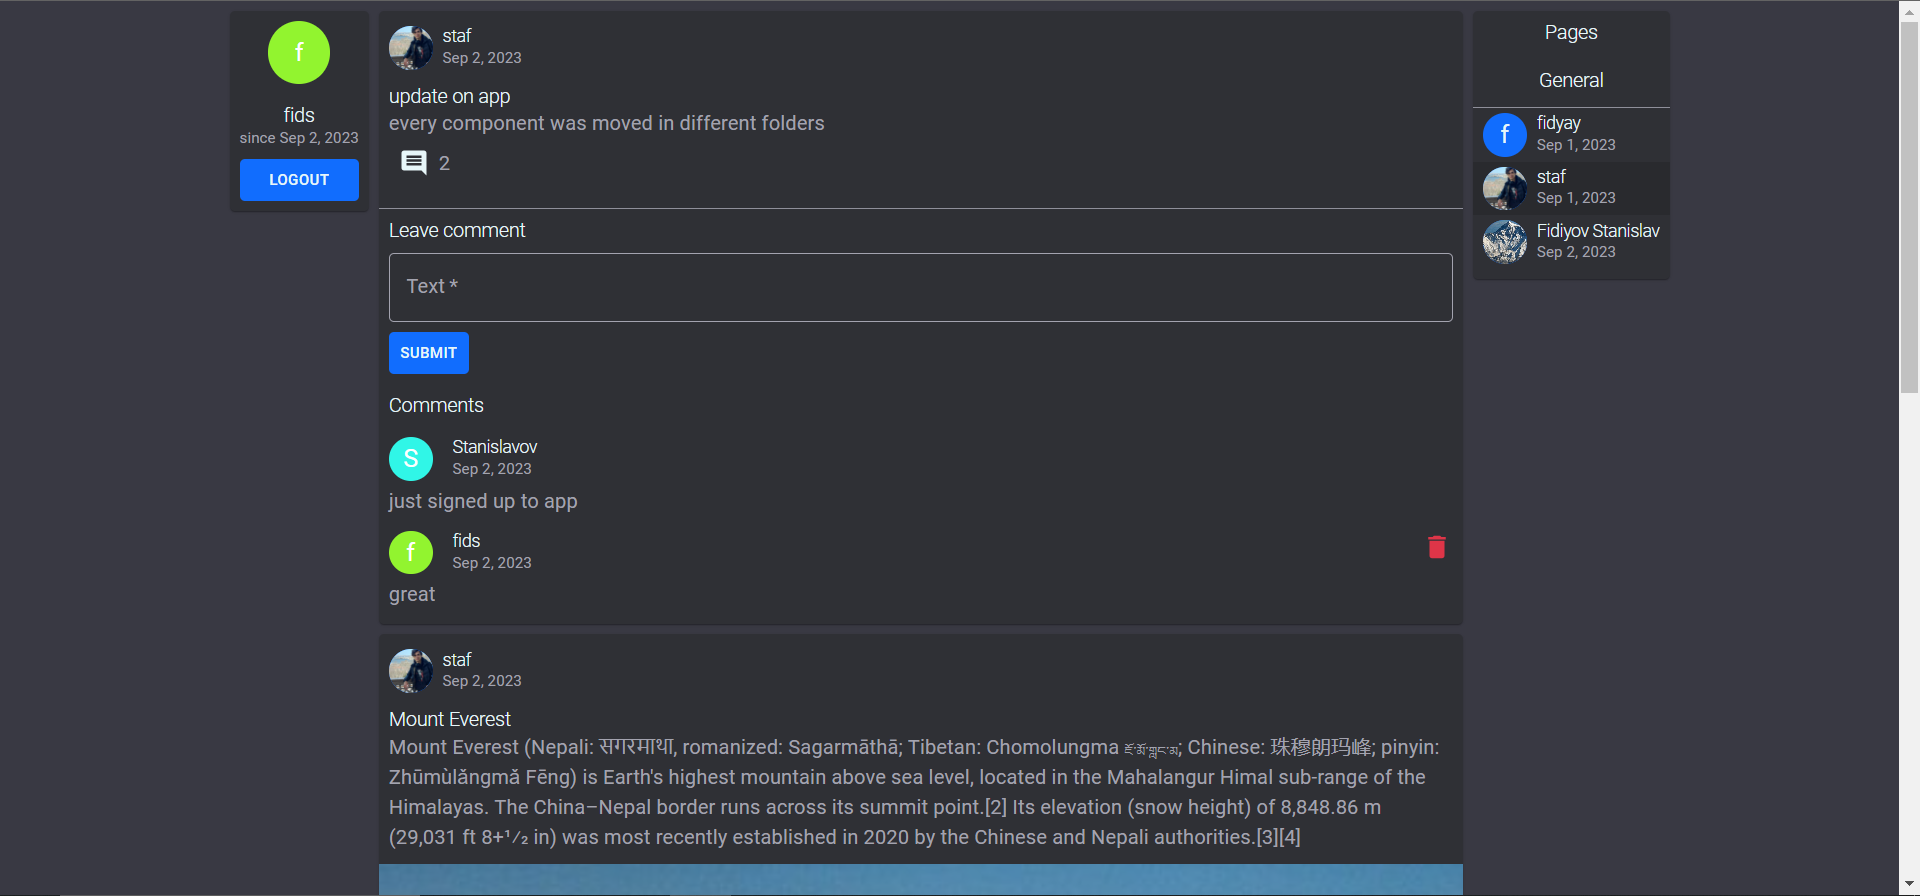 f
fids
since Sep 2, 2023
LOGOUT
staf
Sep 2, 2023
update on app
every component was moved in different folders
2
Leave comment
Text *
SUBMIT
Comments
S
Stanislavov
Sep 2, 2023
just signed up to app
f
fids
Sep 2, 2023
great
staf
Sep 2, 2023
Mount Everest
Mount Everest (Nepali: सगरमाथा, romanized: Sagarmāthā; Tibetan: Chomolungma ཇོ་མོ་གླང་མ; Chinese: 珠穆朗玛峰; pinyin:
Zhūmùlǎngmǎ Fēng) is Earth's highest mountain above sea level, located in the Mahalangur Himal sub-range of the
Himalayas. The China–Nepal border runs across its summit point.[2] Its elevation (snow height) of 8,848.86 m
(29,031 ft 8+1⁄2 in) was most recently established in 2020 by the Chinese and Nepali authorities.[3][4]
Pages
General
f
fidyay
Sep 1, 2023
staf
Sep 1, 2023
Fidiyov Stanislav
Sep 2, 2023